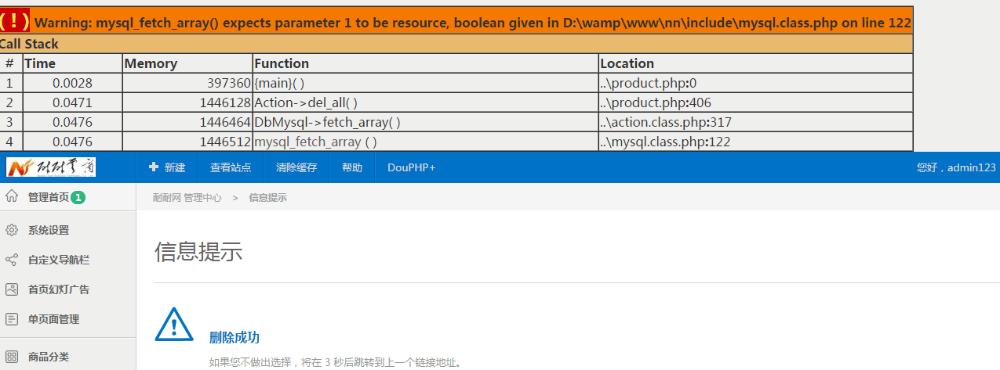 ( ! ) Warning: mysql_fetch_array() expects parameter 1 to be resource, boolean given in D:\wamp\www\nn\include\mysql.class.php on line 122
Call Stack
# Time Memory Function Location
1 0.0028 397360 {main}( ) ..\product.php:0
2 0.0471 1446128 Action->del_all( ) ..\product.php:406
3 0.0476 1446464 DbMysql->fetch_array( ) ..\action.class.php:317
4 0.0476 1446512 mysql_fetch_array ( ) ..\mysql.class.php:122
新建 查看站点 清除缓存 帮助 DouPHP+ 您好，admin123
管理首页 1
耐耐网 管理中心 > 信息提示
系统设置
自定义导航栏
首页幻灯广告
单页面管理
商品分类
信息提示
删除成功
如果您不做出选择，将在 3 秒后跳转到上一个链接地址。